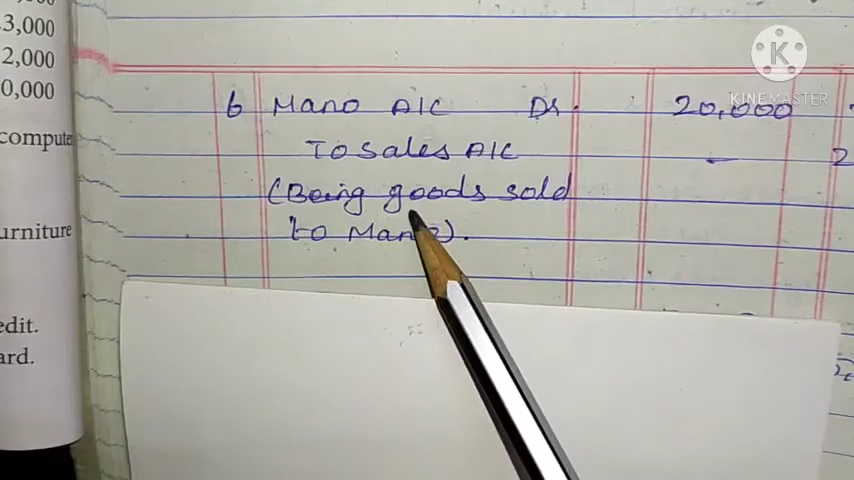 3,000
2,000
0,000
compute
urniture
edit.
ard.
K
KINEMASTER
6 Mano A/C Dr. 20,000
To Sales A/C 2
(Being goods sold
to Mano).